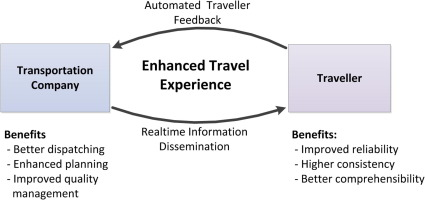 Automated  Traveller
Feedback
Transportation
Company
Enhanced Travel
Experience
Traveller
Realtime Information
Dissemination
Benefits
- Better dispatching
- Enhanced planning
- Improved quality
management
Benefits:
- Improved reliability
- Higher consistency
- Better comprehensibility